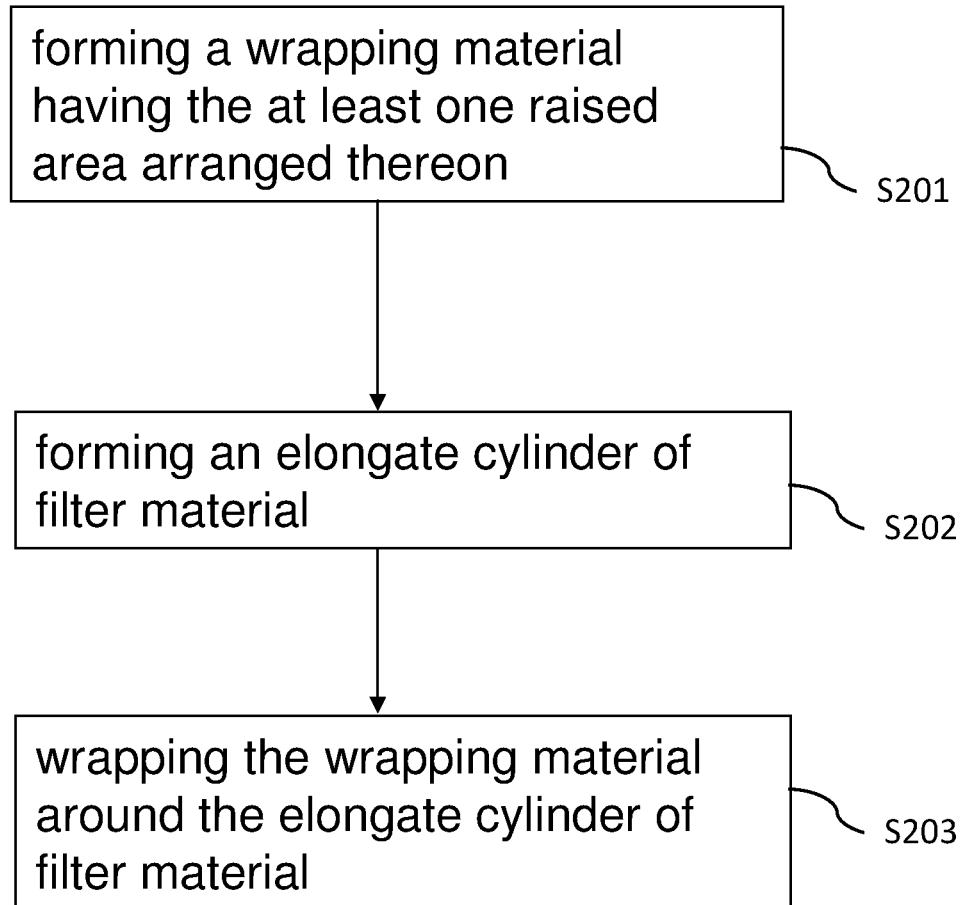 forming a wrapping material
having the at least one raised
area arranged thereon
S201
forming an elongate cylinder of
filter material
S202
wrapping the wrapping material
around the elongate cylinder of
filter material
S203